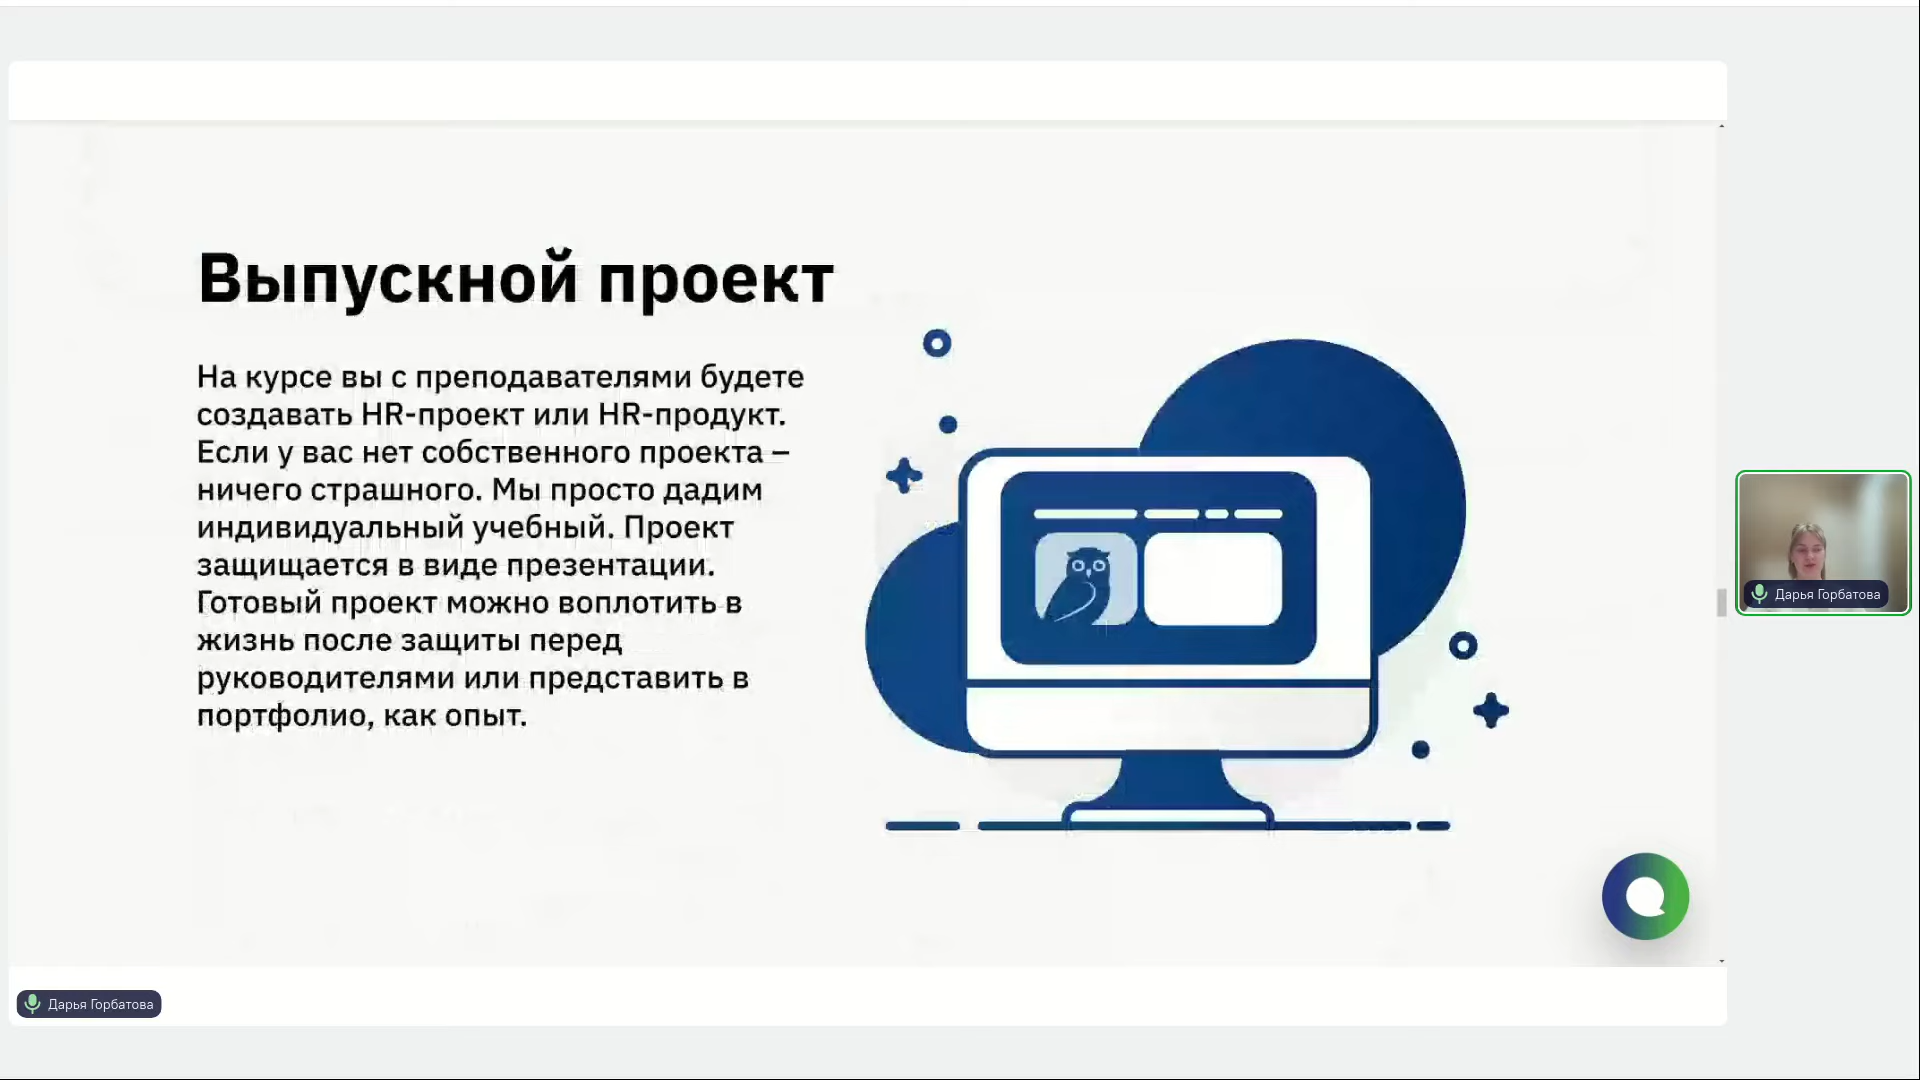 Выпускной проект
На курсе вы с преподавателями будете
создавать HR-проект или HR-продукт.
Если у вас нет собственного проекта –
ничего страшного. Мы просто дадим
индивидуальный учебный. Проект
защищается в виде презентации.
Готовый проект можно воплотить в
жизнь после защиты перед
руководителями или представить в
портфолио, как опыт.
Дарья Горбатова
Дарья Горбатова